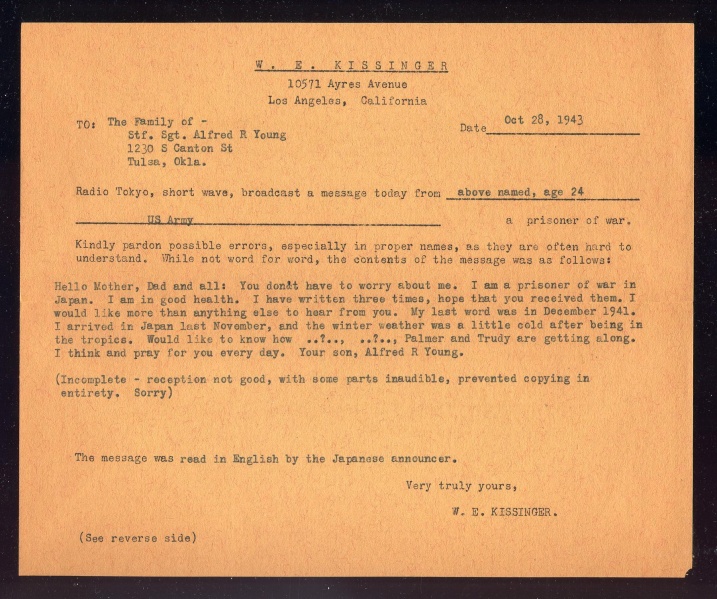 W. E. KISSINGER
10571 Ayres Avenue
Los Angeles, California
TO: The Family of -
Stf. Sgt. Alfred R Young
1230 S Canton St
Tulsa, Okla.
Date Oct 28, 1943
Radio Tokyo, short wave, broadcast a message today from above named, age 24
US Army a prisoner of war.
Kindly pardon possible errors, especially in proper names, as they are often hard to
understand. While not word for word, the contents of the message was as follows:
Hello Mother, Dad and all: You don't have to worry about me. I am a prisoner of war in
Japan. I am in good health. I have written three times, hope that you received them. I
would like more than anything else to hear from you. My last word was in December 1941.
I arrived in Japan last November, and the winter weather was a little cold after being in
the tropics. Would like to know how ..?.., ..?.., Palmer and Trudy are getting along.
I think and pray for you every day. Your son, Alfred R Young.
(Incomplete - reception not good, with some parts inaudible, prevented copying in
entirety. Sorry)
The message was read in English by the Japanese announcer.
Very truly yours,
W. E. KISSINGER.
(See reverse side)